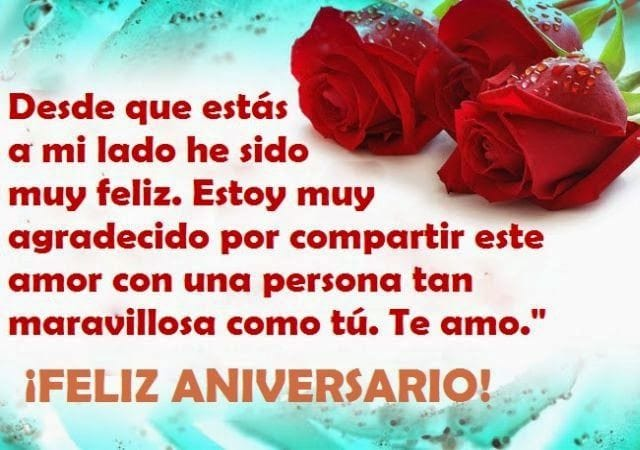 Desde que estás
a mi lado he sido
muy feliz. Estoy muy
agradecido por compartir este
amor con una persona tan
maravillosa como tú. Te amo."
¡FELIZ ANIVERSARIO!